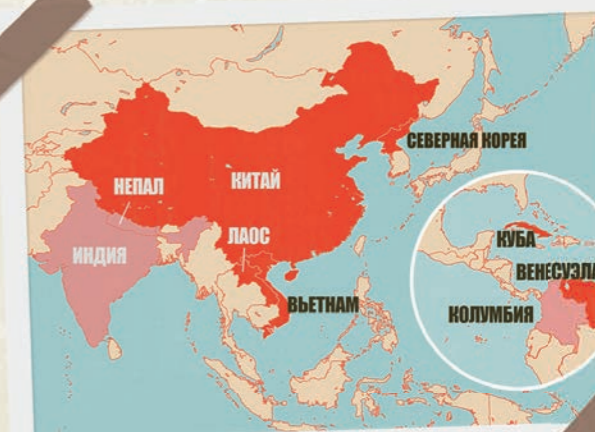 СЕВЕРНАЯ КОРЕЯ
НЕПАЛ
КИТАЙ
ИНДИЯ
ЛАОС
ВЬЕТНАМ
КУБА
ВЕНЕСУЭЛА
КОЛУМБИЯ